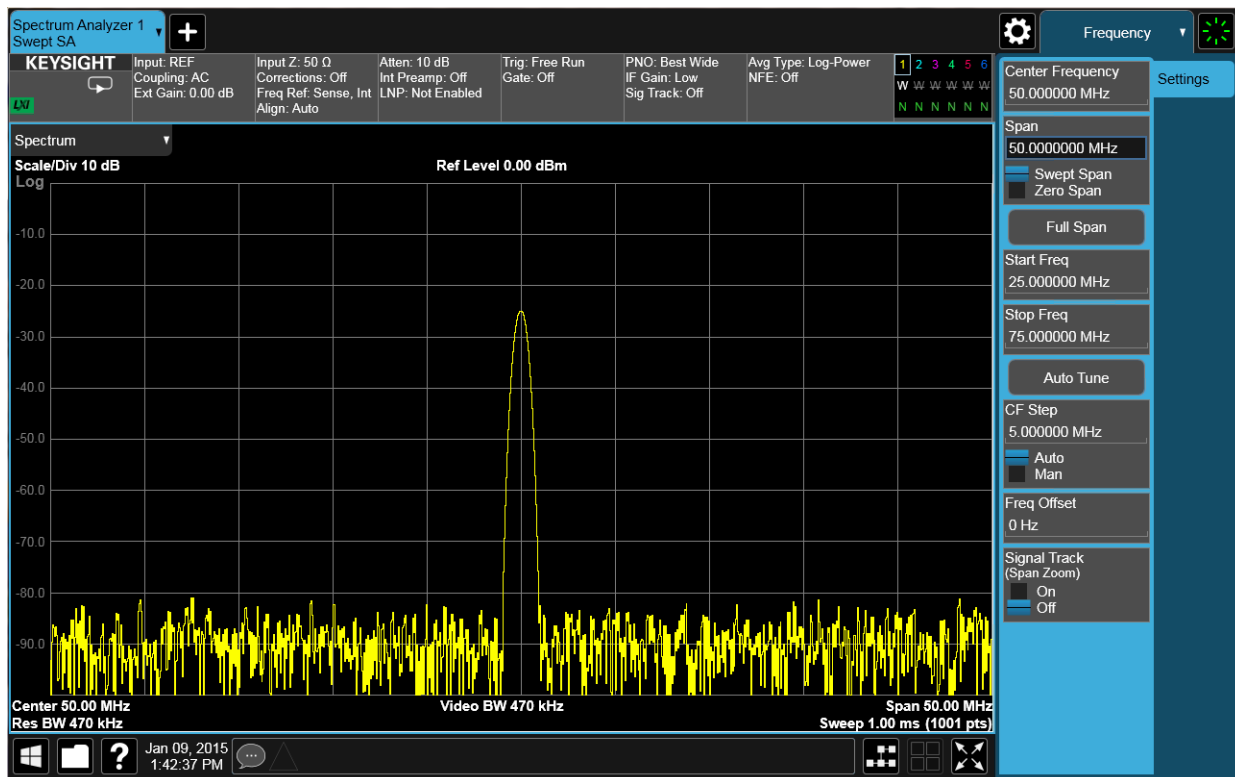 Spectrum Analyzer 1
Swept SA
Frequency
KEYSIGHT
LXI
Input: REF
Coupling: AC
Ext Gain: 0.00 dB
Input Z: 50 Ω
Corrections: Off
Freq Ref: Sense, Int
Align: Auto
Atten: 10 dB
Int Preamp: Off
LNP: Not Enabled
Trig: Free Run
Gate: Off
PNO: Best Wide
IF Gain: Low
Sig Track: Off
Avg Type: Log-Power
NFE: Off
1 2 3 4 5 6
W W W W W W
N N N N N N
Spectrum
Scale/Div 10 dB
Ref Level 0.00 dBm
Log
-10.0
-20.0
-30.0
-40.0
-50.0
-60.0
-70.0
-80.0
-90.0
Center 50.00 MHz
Video BW 470 kHz
Span 50.00 MHz
Res BW 470 kHz
Sweep 1.00 ms (1001 pts)
Center Frequency
50.000000 MHz
Settings
Span
50.0000000 MHz
Swept Span
Zero Span
Full Span
Start Freq
25.000000 MHz
Stop Freq
75.000000 MHz
Auto Tune
CF Step
5.000000 MHz
Auto
Man
Freq Offset
0 Hz
Signal Track
(Span Zoom)
On
Off
?
Jan 09, 2015
1:42:37 PM